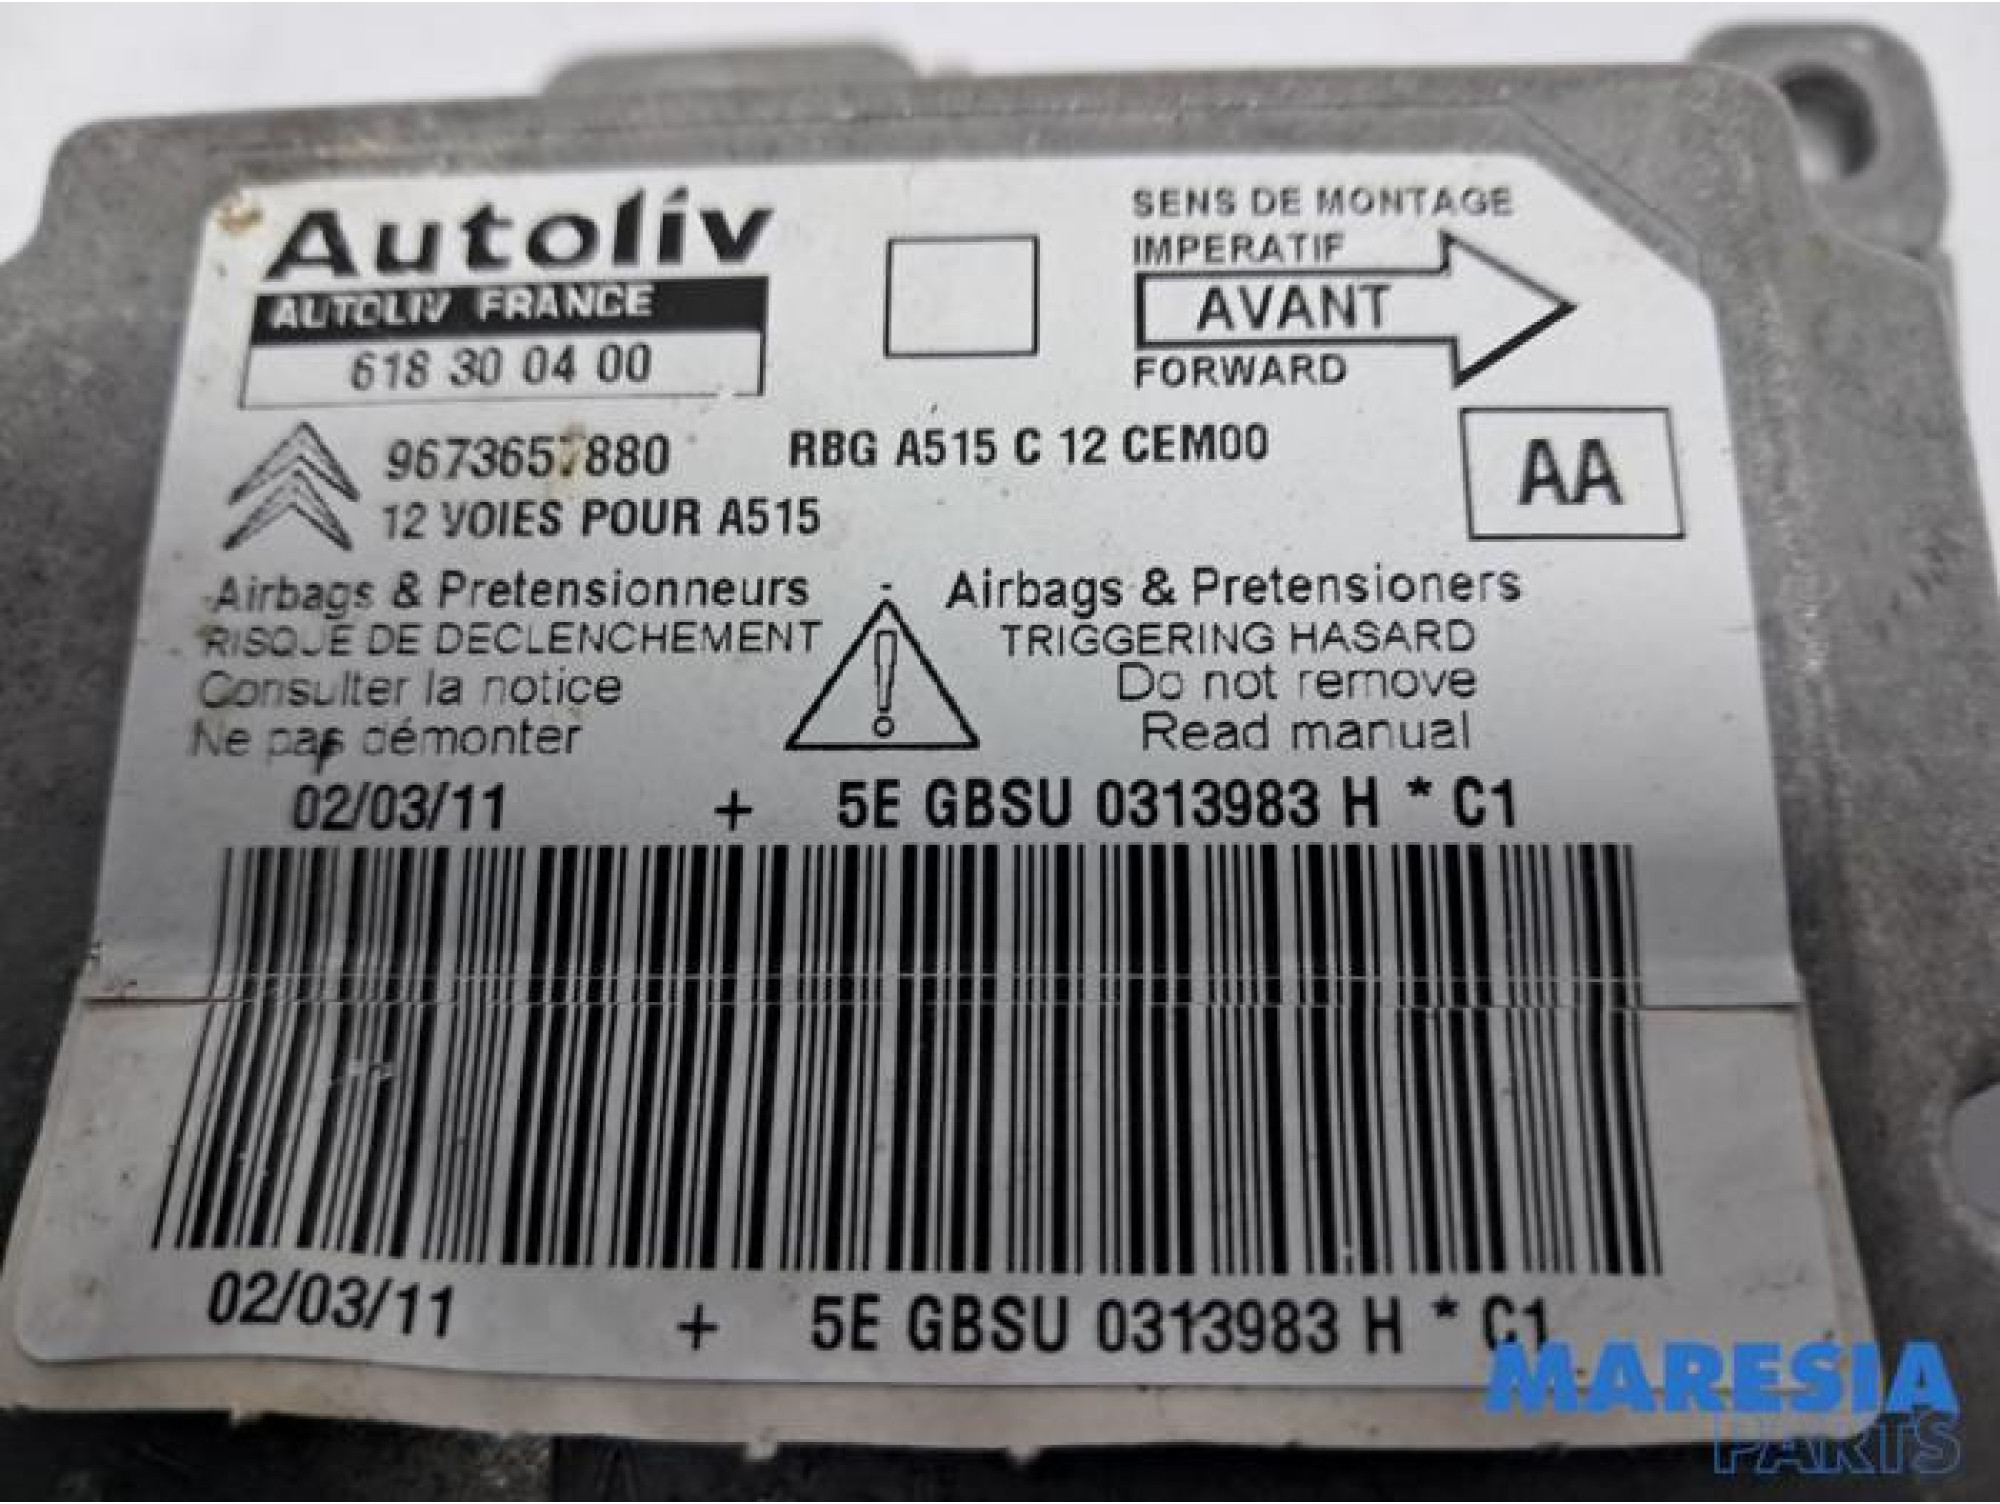 Autoliv
AUTOLIV FRANCE
618 30 04 00
SENS DE MONTAGE
IMPERATIF
AVANT
FORWARD
9673657880
RBG A515 C 12 CEM00
12 VOIES POUR A515
AA
Airbags & Pretensionneurs - Airbags & Pretensioners
RISQUE DE DECLENCHEMENT
TRIGGERING HASARD
Consulter la notice
Do not remove
Ne pas démonter
Read manual
02/03/11 + 5E GBSU 0313983 H * C1
02/03/11 + 5E GBSU 0313983 H * C1
MARESIA
PARTS